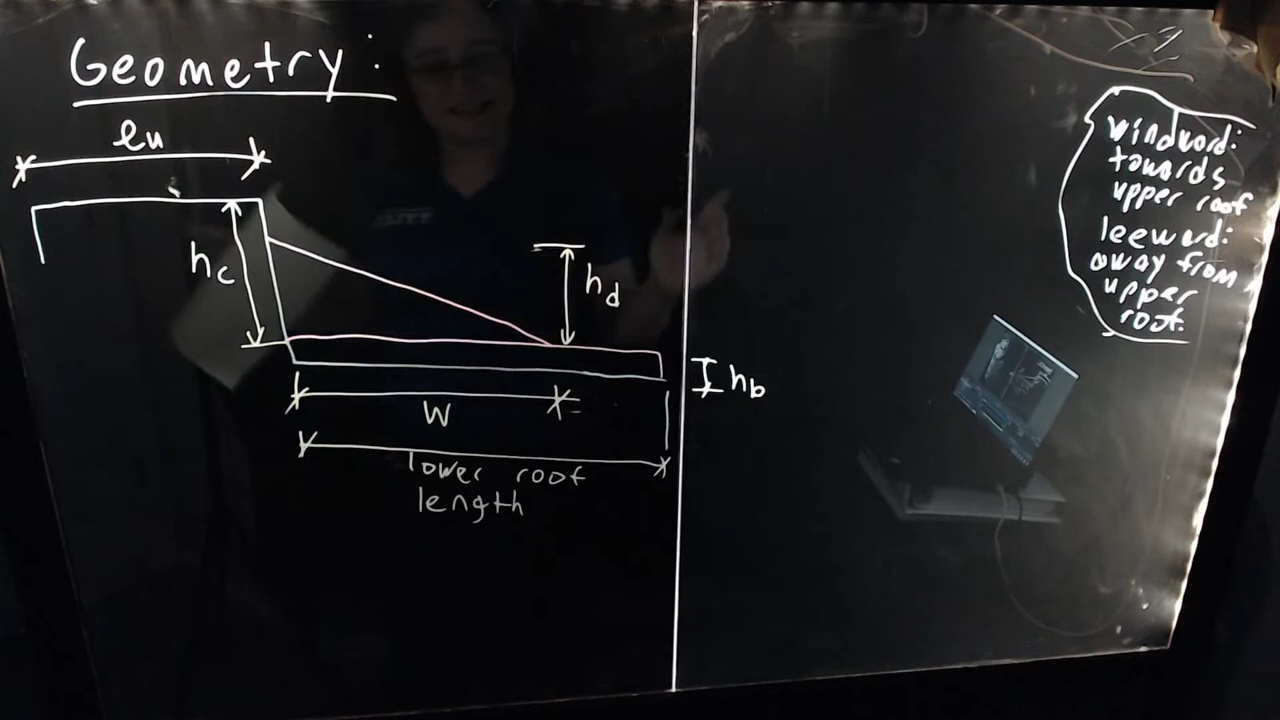 Geometry:
lu
hc
hd
hb
W
lower roof
length
windward:
towards
upper roof
leeward:
away from
upper
roof.